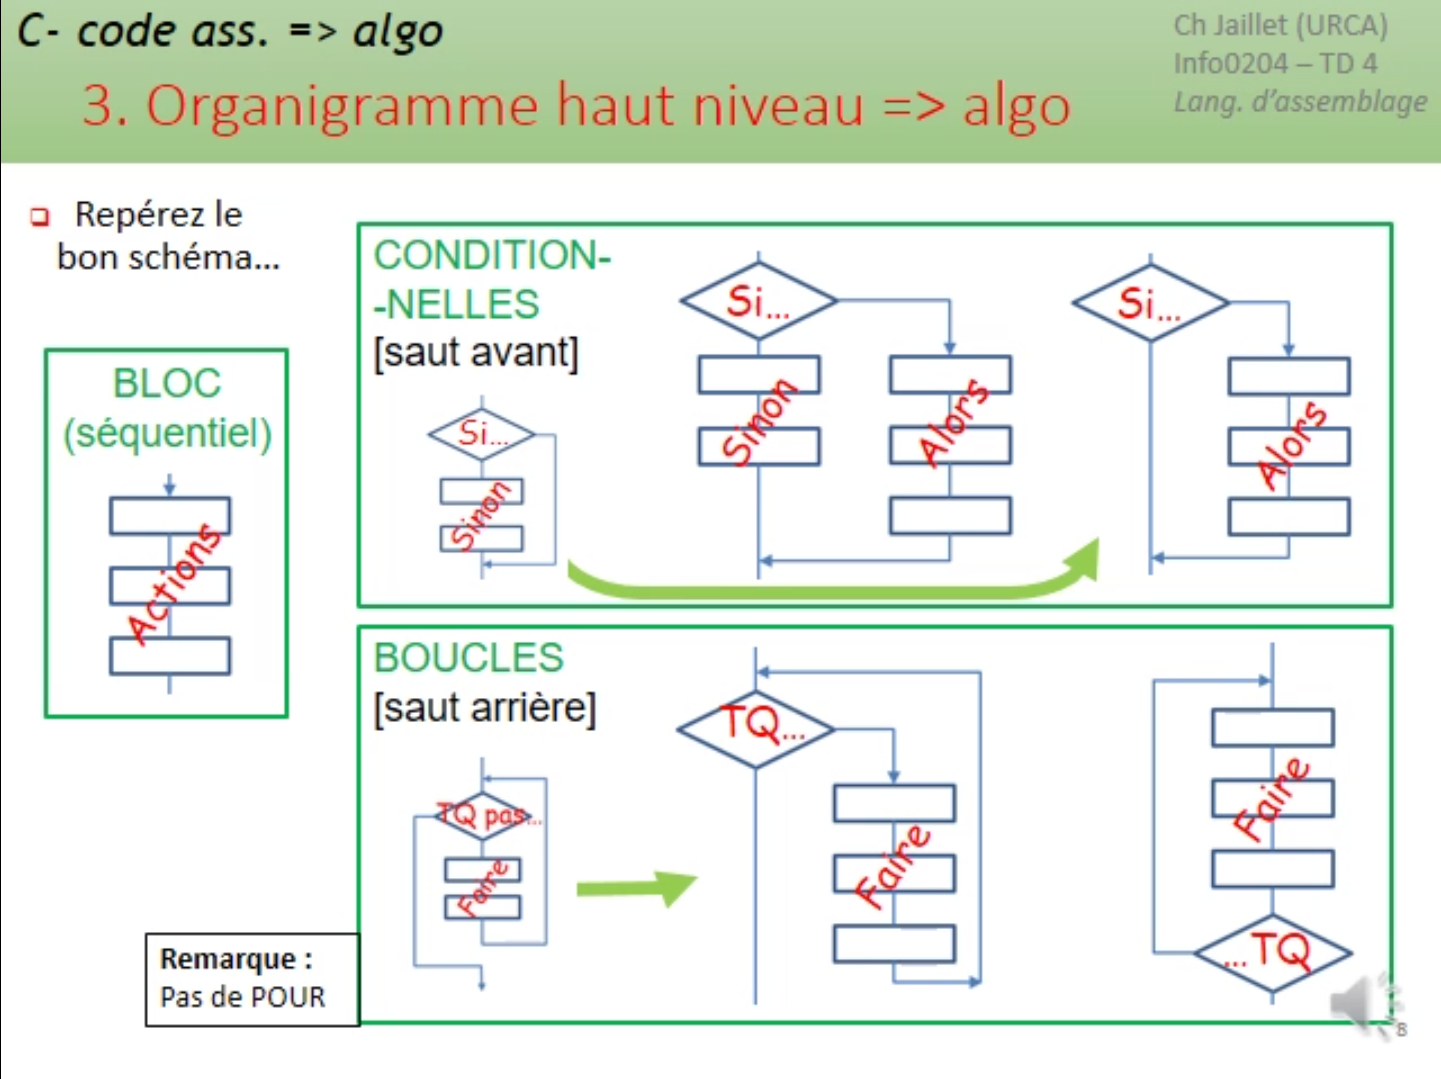 C- code ass. => algo
3. Organigramme haut niveau => algo
Ch Jaillet (URCA)
Info0204 – TD 4
Lang. d’assemblage
Repérez le
bon schéma...
BLOC
(séquentiel)
Actions
CONDITION-
-NELLES
[saut avant]
Si...
Sinon
Si...
Sinon
Alors
Si...
Alors
BOUCLES
[saut arrière]
TQ pas...
Faire
TQ...
Faire
Faire
...TQ
Remarque :
Pas de POUR
8